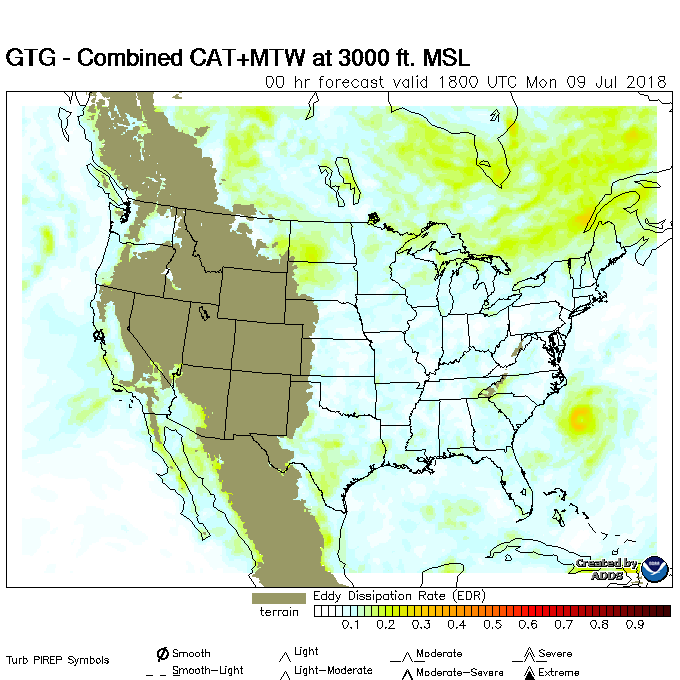 GTG - Combined CAT+MTW at 3000 ft. MSL
00 hr forecast valid 1800 UTC Mon 09 Jul 2018
Created by
ADDS
terrain
Eddy Dissipation Rate (EDR)
0.1 0.2 0.3 0.4 0.5 0.6 0.7 0.8 0.9
Turb PIREP Symbols
Smooth
Smooth-Light
Light
Light-Moderate
Moderate
Moderate-Severe
Severe
Extreme